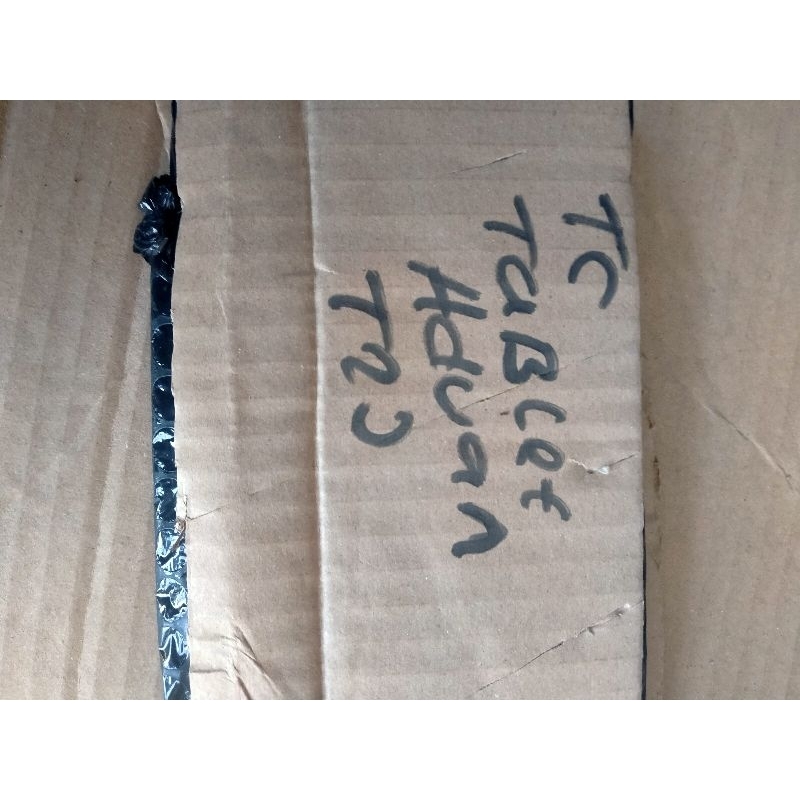 TC
TaBLet
Advan
T2J